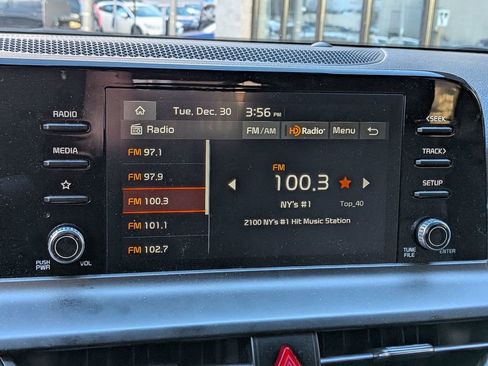 Tue, Dec. 30 3:56 PM
Radio FM/AM HD Radio Menu
RADIO
MEDIA
PUSH PWR VOL
FM 97.1
FM 97.9
FM 100.3
FM 101.1
FM 102.7
FM
100.3
NY's #1 Top_40
2100 NY's #1 Hit Music Station
<SEEK
TRACK>
SETUP
TUNE FILE ENTER